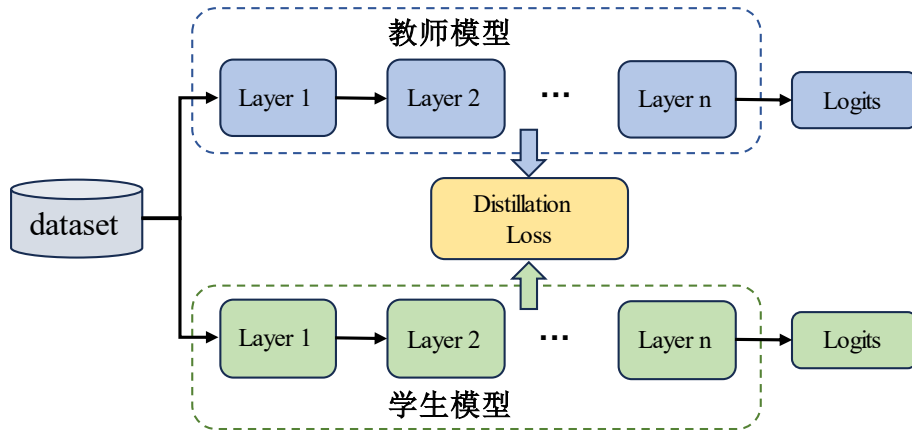 教师模型
Layer 1
Layer 2
...
Layer n
Logits
dataset
Distillation
Loss
Layer 1
Layer 2
...
Layer n
Logits
学生模型